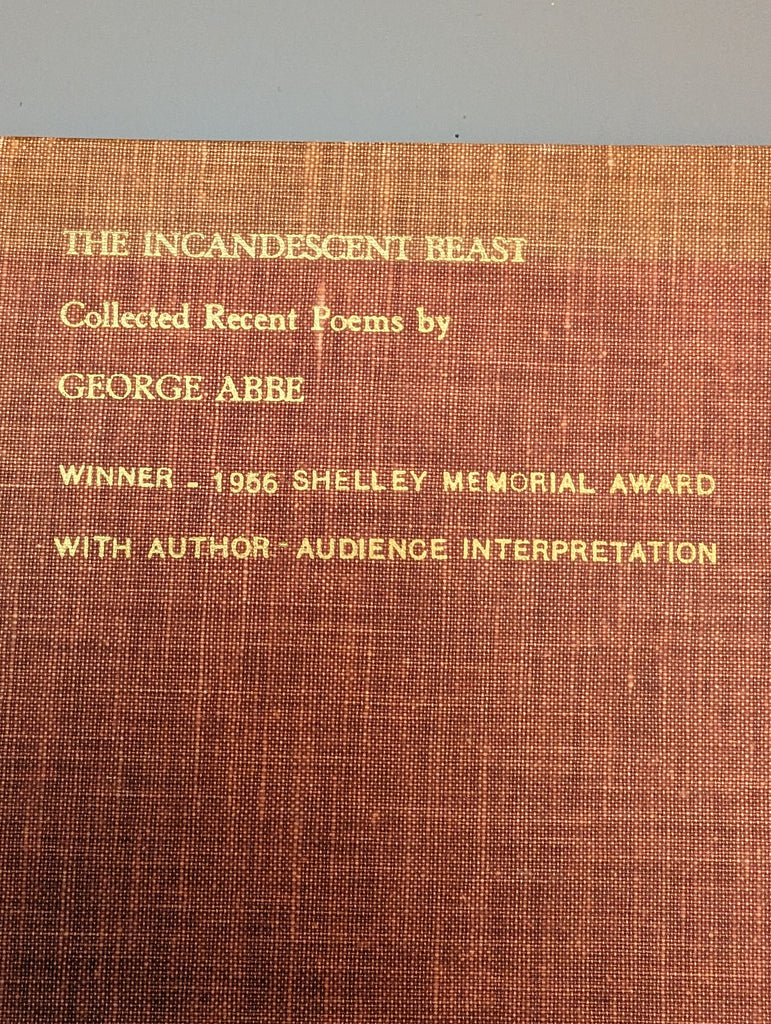 THE INCANDESCENT BEAST
Collected Recent Poems by
GEORGE ABBE
WINNER - 1956 SHELLEY MEMORIAL AWARD
WITH AUTHOR-AUDIENCE INTERPRETATION